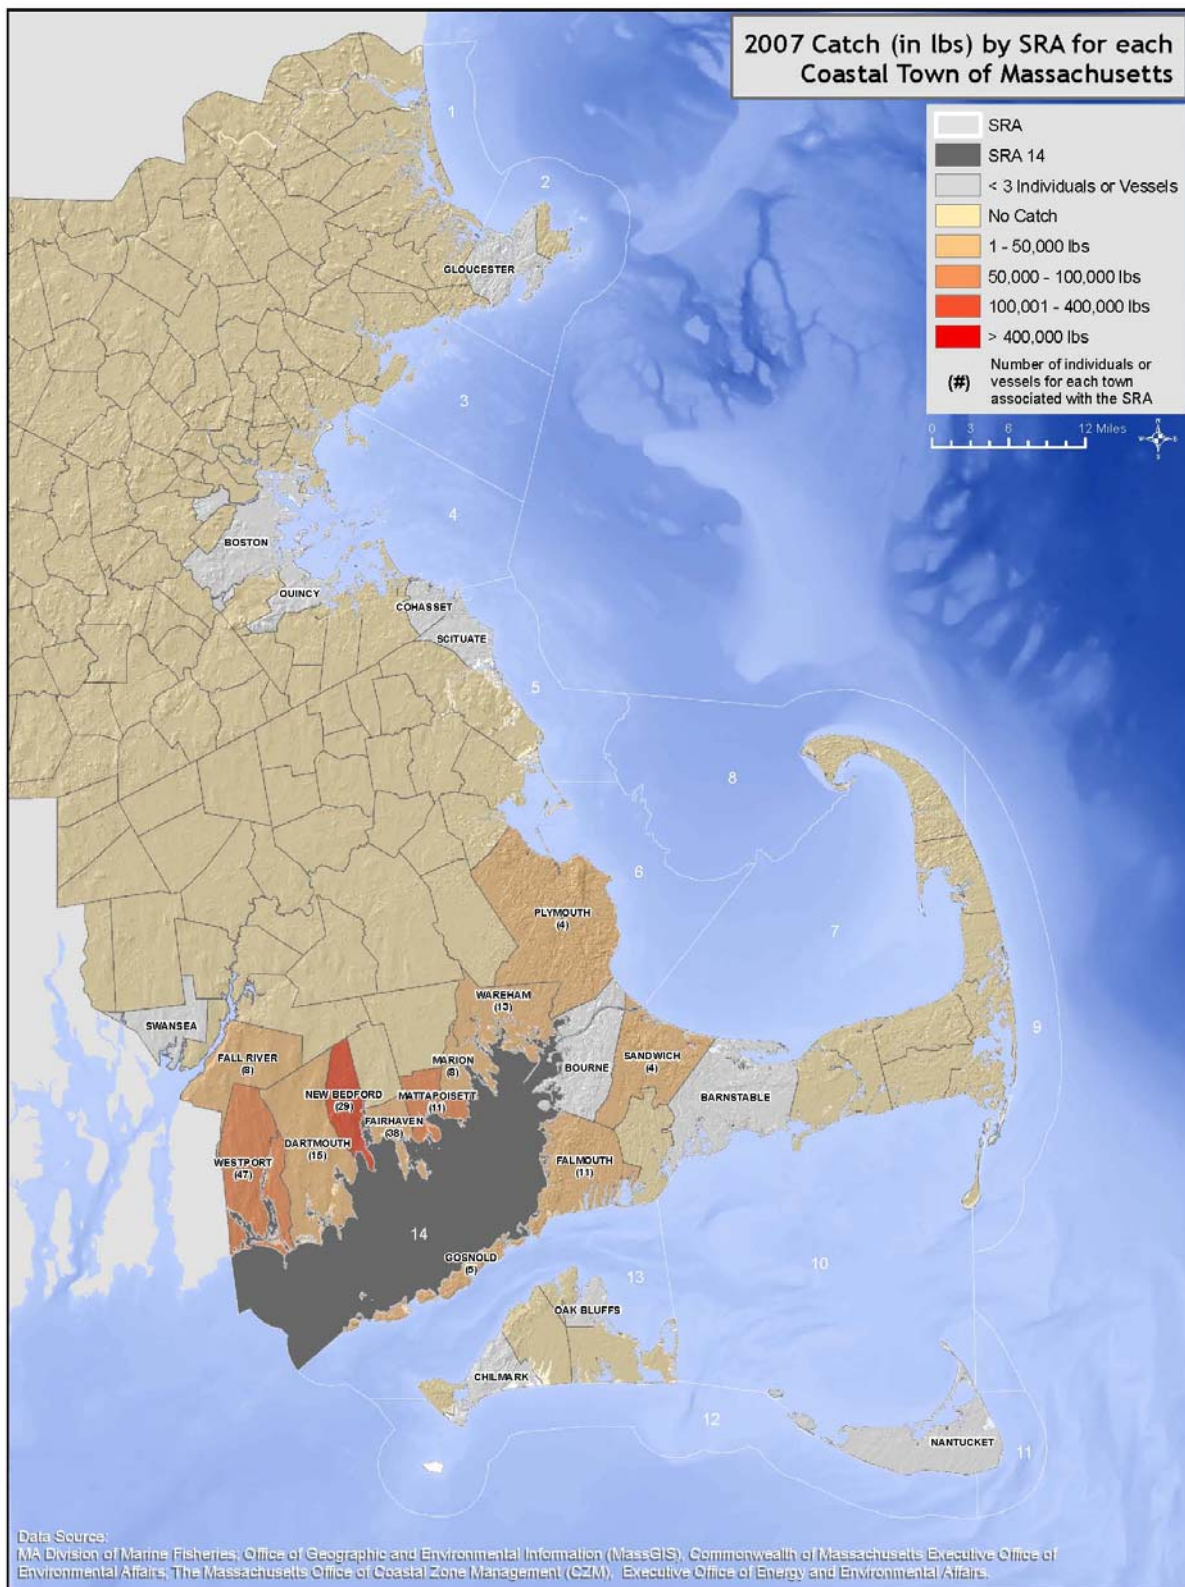 2007 Catch (in lbs) by SRA for each
Coastal Town of Massachusetts
SRA
SRA 14
< 3 Individuals or Vessels
No Catch
1 - 50,000 lbs
50,000 - 100,000 lbs
100,001 - 400,000 lbs
> 400,000 lbs
(#)
Number of individuals or
vessels for each town
associated with the SRA
0 3 6 12 Miles
1
2
GLOUCESTER
3
4
BOSTON
QUINCY
COHASSET
SCITUATE
5
8
6
PLYMOUTH
(4)
7
WAREHAM
(13)
SWANSEA
9
FALL RIVER
(8)
MARION
(8)
BOURNE
SANDWICH
(4)
NEW BEDFORD
(29)
MATTAPOISETT
(11)
BARNSTABLE
FAIRHAVEN
(38)
DARTMOUTH
(15)
WESTPORT
(47)
FALMOUTH
(11)
14
GOSNOLD
(5)
10
13
OAK BLUFFS
CHILMARK
12
NANTUCKET
11
Data Source:
MA Division of Marine Fisheries, Office of Geographic and Environmental Information (MassGIS), Commonwealth of Massachusetts Executive Office of
Environmental Affairs, The Massachusetts Office of Coastal Zone Management (CZM), Executive Office of Energy and Environmental Affairs.